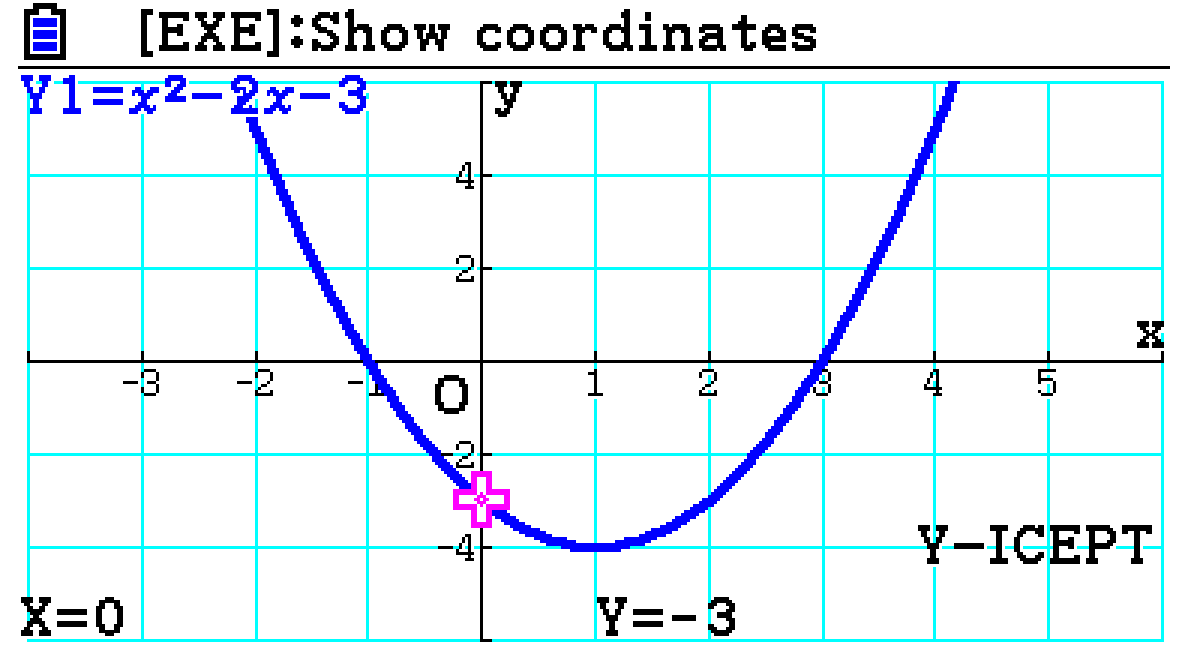 [EXE]:Show coordinates
Y1=x²-2x-3
y
4
2
x
-3 -2 -1 O 1 2 3 4 5
-2
-4
Y-ICEPT
X=0 Y=-3